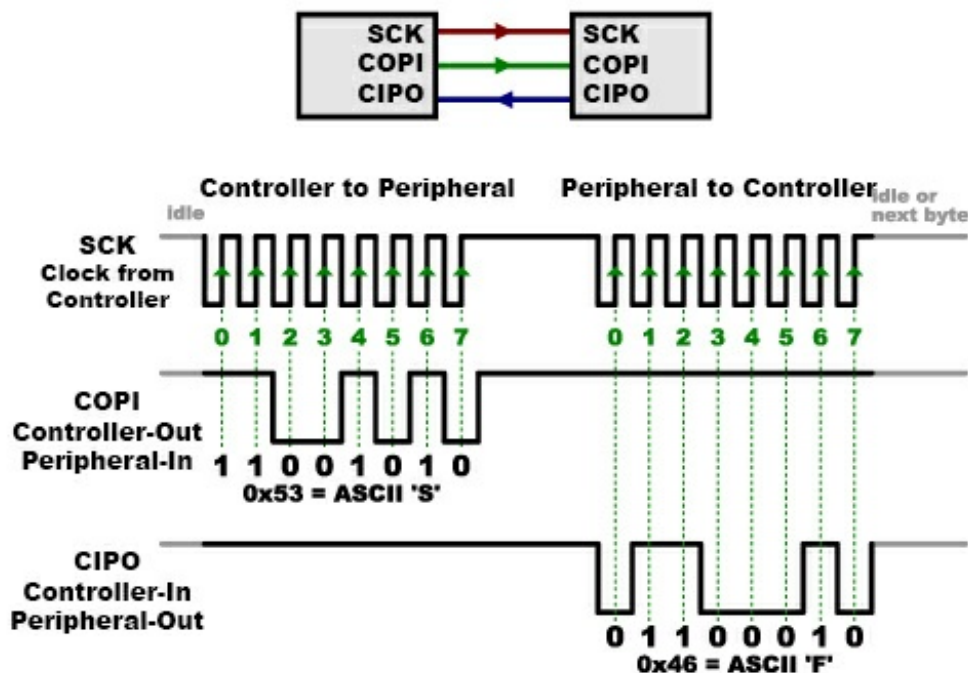 SCK SCK
COPI COPI
CIPO CIPO
Controller to Peripheral Peripheral to Controller
idle idle or
next byte
SCK
Clock from
Controller
0 1 2 3 4 5 6 7 0 1 2 3 4 5 6 7
COPI
Controller-Out
Peripheral-In
1 1 0 0 1 0 1 0
0x53 = ASCII 'S'
CIPO
Controller-In
Peripheral-Out
0 1 1 0 0 0 1 0
0x46 = ASCII 'F'